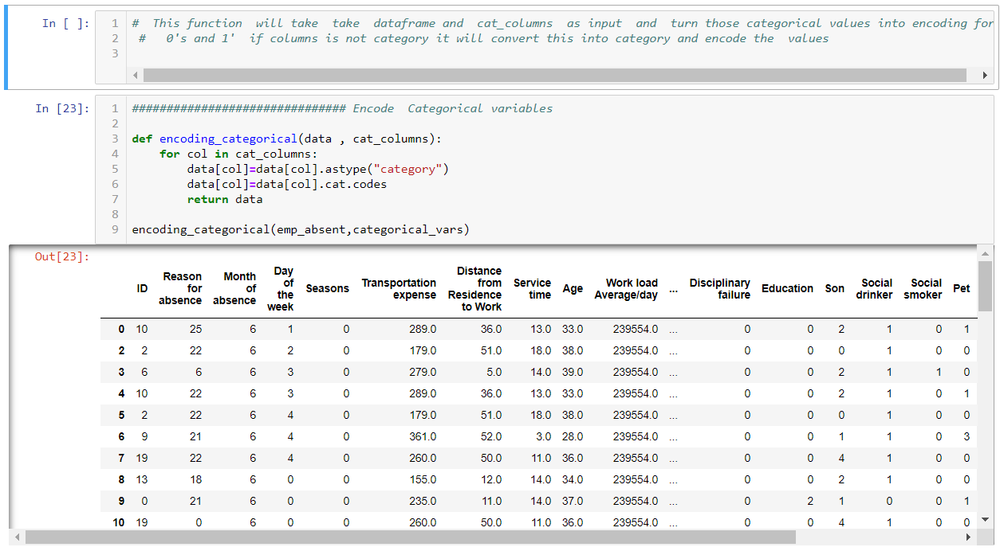 In [ ]:
1 #  This function  will take  take  dataframe and  cat_columns  as input  and  turn those categorical values into encoding for
2  #   0's and 1'  if columns is not category it will convert this into category and encode the  values
3
In [23]:
1 ############################### Encode  Categorical variables
2
3 def encoding_categorical(data , cat_columns):
4     for col in cat_columns:
5         data[col]=data[col].astype("category")
6         data[col]=data[col].cat.codes
7         return data
8
9 encoding_categorical(emp_absent,categorical_vars)
Out[23]:
ID Reason for absence Month of absence Day of the week Seasons Transportation expense Distance from Residence to Work Service time Age Work load Average/day ... Disciplinary failure Education Son Social drinker Social smoker Pet
0 10 25 6 1 0 289.0 36.0 13.0 33.0 239554.0 ... 0 0 2 1 0 1
2 2 22 6 2 0 179.0 51.0 18.0 38.0 239554.0 ... 0 0 0 1 0 0
3 6 6 6 3 0 279.0 5.0 14.0 39.0 239554.0 ... 0 0 2 1 1 0
4 10 22 6 3 0 289.0 36.0 13.0 33.0 239554.0 ... 0 0 2 1 0 1
5 2 22 6 4 0 179.0 51.0 18.0 38.0 239554.0 ... 0 0 0 1 0 0
6 9 21 6 4 0 361.0 52.0 3.0 28.0 239554.0 ... 0 0 1 1 0 3
7 19 22 6 4 0 260.0 50.0 11.0 36.0 239554.0 ... 0 0 4 1 0 0
8 13 18 6 0 0 155.0 12.0 14.0 34.0 239554.0 ... 0 0 2 1 0 0
9 0 21 6 0 0 235.0 11.0 14.0 37.0 239554.0 ... 0 2 1 0 0 1
10 19 0 6 0 0 260.0 50.0 11.0 36.0 239554.0 ... 0 0 4 1 0 0